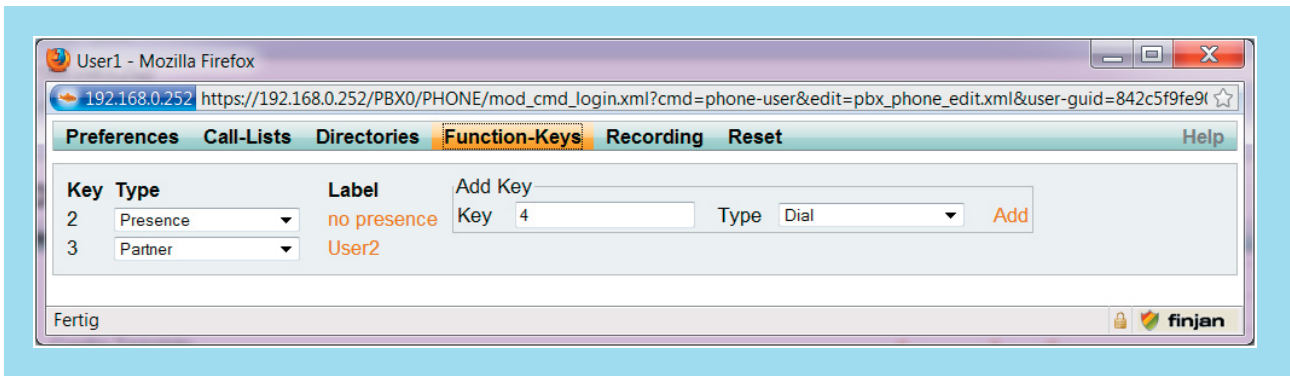 User1 - Mozilla Firefox
192.168.0.252 https://192.168.0.252/PBX0/PHONE/mod_cmd_login.xml?cmd=phone-user&edit=pbx_phone_edit.xml&user-guid=842c5f9fe9(
Preferences Call-Lists Directories Function-Keys Recording Reset Help
Key Type Label Add Key
2 Presence no presence Key 4 Type Dial Add
3 Partner User2
Fertig finjan